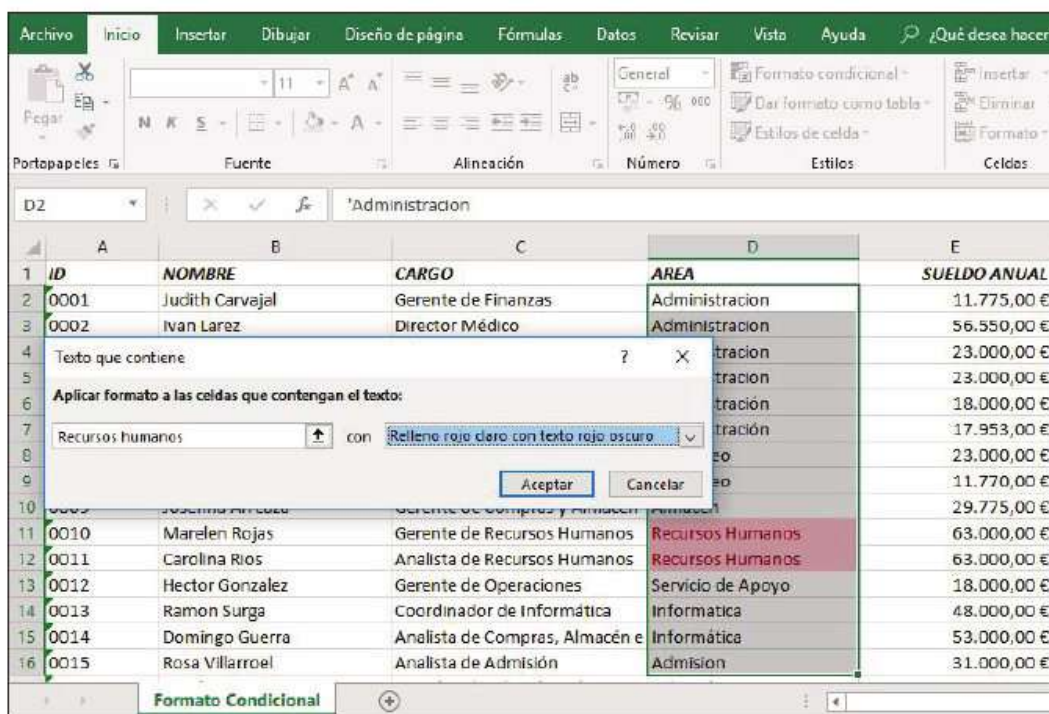 Archivo Inicio Insertar Dibujar Diseño de página Fórmulas Datos Revisar Vista Ayuda ¿Qué desea hacer
Pegar 11 A A ab General Formato condicional Insertar
N K S A % 000 Dar formato como tabla Eliminar
Estilos de celda Formato
Portapapeles Fuente Alineación Número Estilos Celdas
D2 fx 'Administracion
A B C D E
1 ID NOMBRE CARGO AREA SUELDO ANUAL
2 0001 Judith Carvajal Gerente de Finanzas Administracion 11.775,00 €
3 0002 Ivan Larez Director Médico Administracion 56.550,00 €
Texto que contiene ? ×
4 tracion 23.000,00 €
5 tracion 23.000,00 €
Aplicar formato a las celdas que contengan el texto:
6 tración 18.000,00 €
7 tración 17.953,00 €
Recursos humanos con Relleno rojo claro con texto rojo oscuro
8 eo 23.000,00 €
9 eo 11.770,00 €
Aceptar Cancelar
10 29.775,00 €
11 0010 Marelen Rojas Gerente de Recursos Humanos Recursos Humanos 63.000,00 €
12 0011 Carolina Rios Analista de Recursos Humanos Recursos Humanos 63.000,00 €
13 0012 Hector Gonzalez Gerente de Operaciones Servicio de Apoyo 18.000,00 €
14 0013 Ramon Surga Coordinador de Informática Informatica 48.000,00 €
15 0014 Domingo Guerra Analista de Compras, Almacén e Informática 53.000,00 €
16 0015 Rosa Villarroel Analista de Admisión Admision 31.000,00 €
Formato Condicional